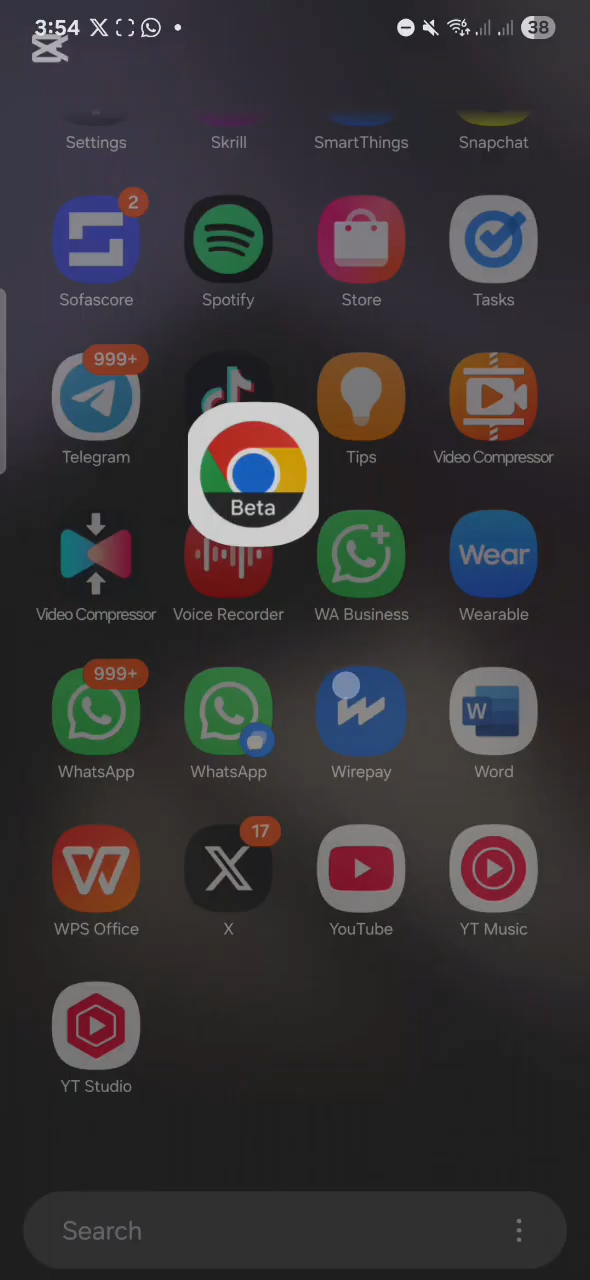 3:54
38
Settings Skrill SmartThings Snapchat
2
Sofascore Spotify Store Tasks
999+
Telegram Tips Video Compressor
Beta
Wear
Video Compressor Voice Recorder WA Business Wearable
999+
W
WhatsApp WhatsApp Wirepay Word
17
WPS Office X YouTube YT Music
YT Studio
Search